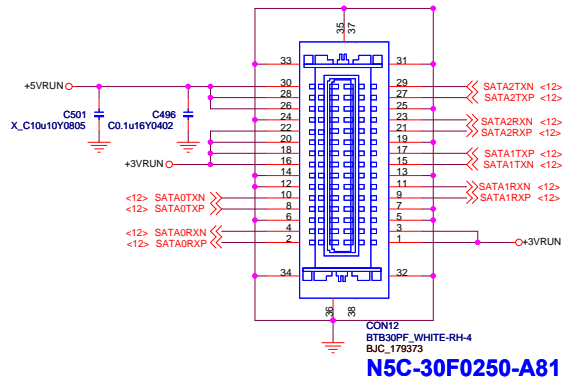 35
37
33
31
+5VRUN
30
29
SATA2TXN <12>
28
27
SATA2TXP <12>
26
25
C501
X_C10u10Y0805
C496
C0.1u16Y0402
24
23
SATA2RXN <12>
22
21
SATA2RXP <12>
20
19
18
17
SATA1TXP <12>
+3VRUN
16
15
SATA1TXN <12>
14
13
12
11
SATA1RXN <12>
<12> SATA0TXN
10
9
SATA1RXP <12>
<12> SATA0TXP
8
7
6
5
<12> SATA0RXN
4
3
<12> SATA0RXP
2
1
+3VRUN
34
32
36
38
CON12
BTB30PF_WHITE-RH-4
BJC_179373
N5C-30F0250-A81